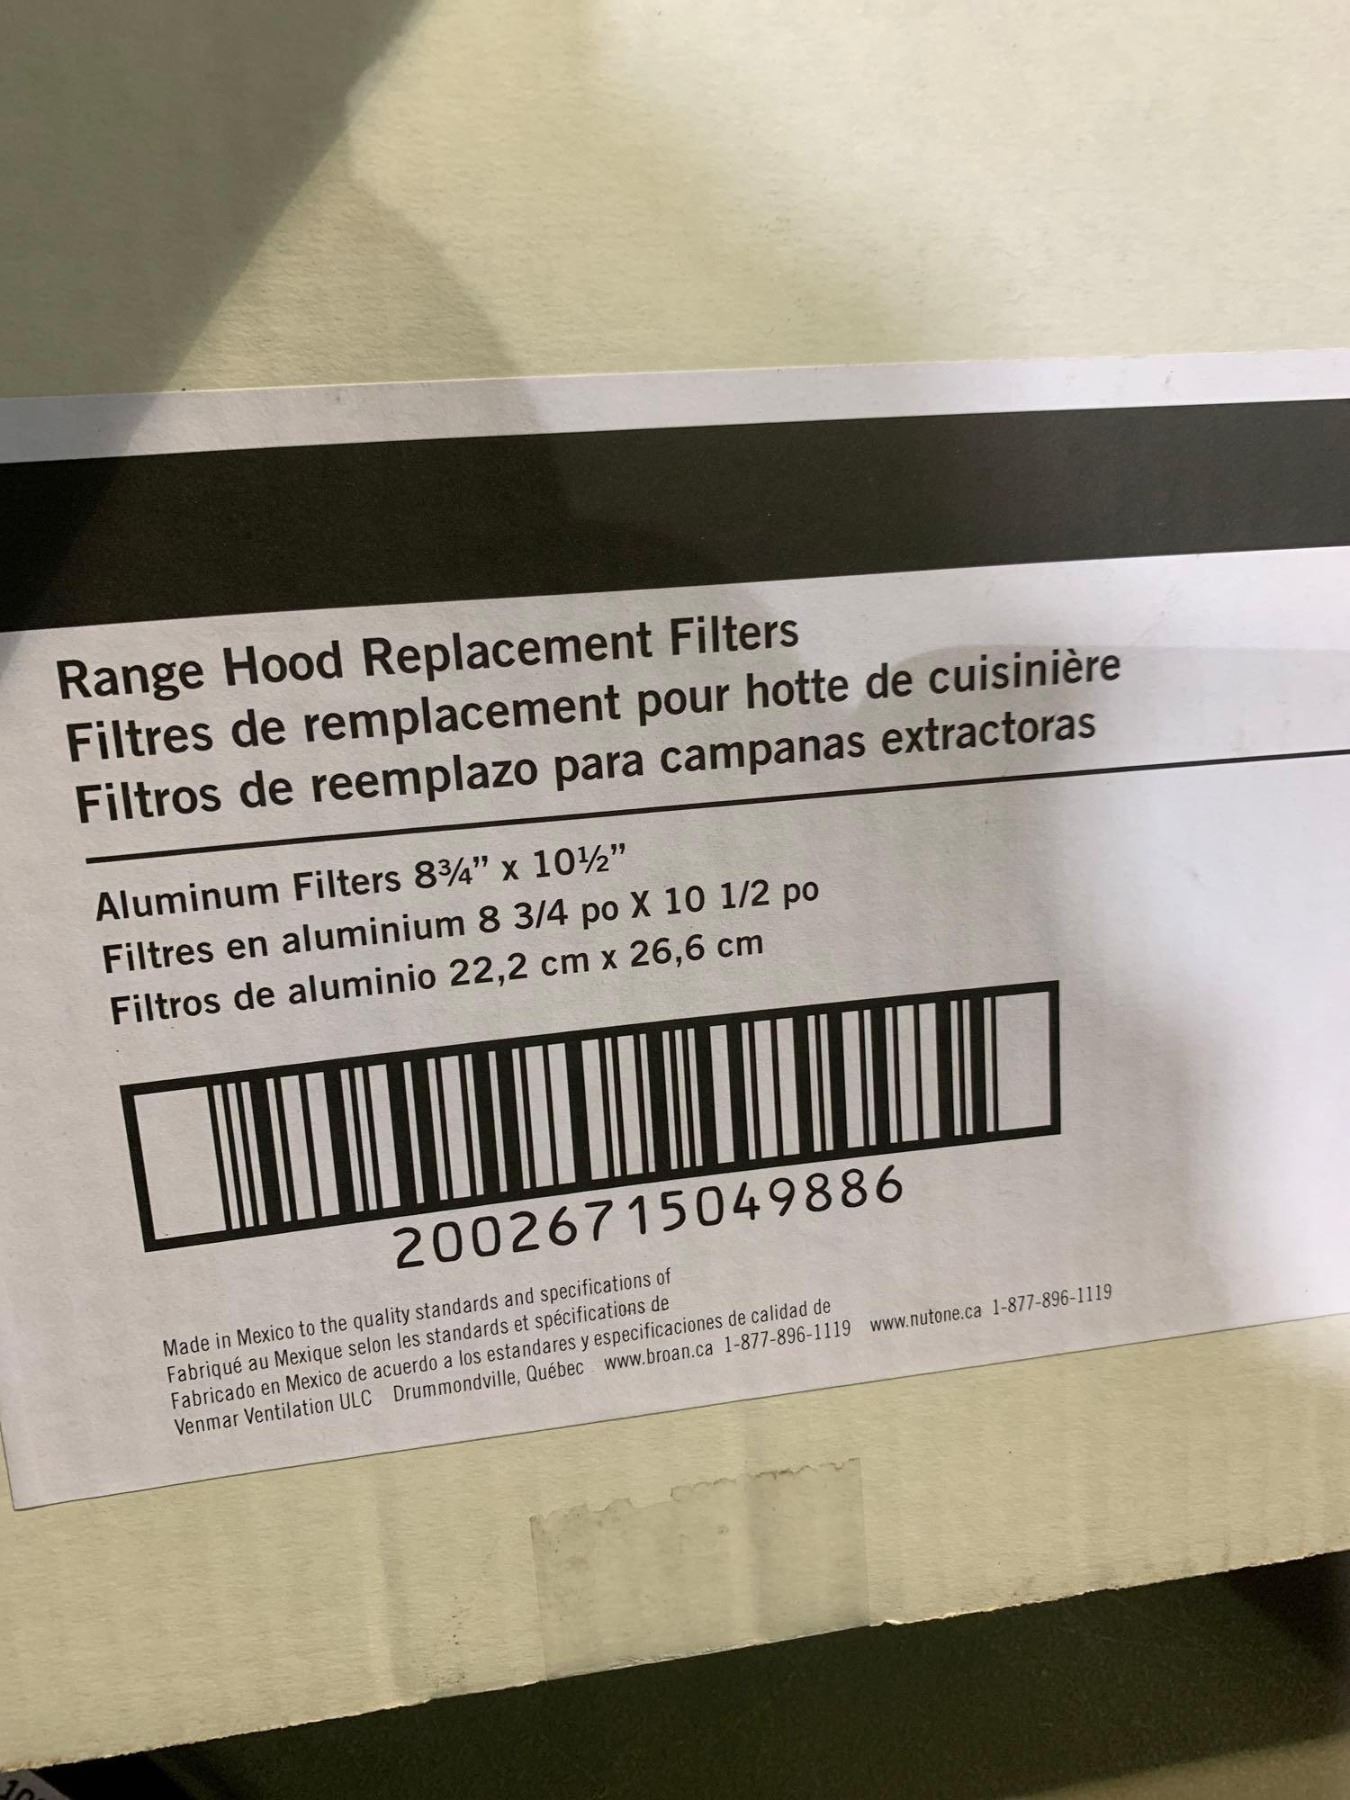 Range Hood Replacement Filters
Filtres de remplacement pour hotte de cuisinière
Filtros de reemplazo para campanas extractoras
Aluminum Filters 8¾” x 10½”
Filtres en aluminium 8 3/4 po X 10 1/2 po
Filtros de aluminio 22,2 cm x 26,6 cm
20026715049886
Made in Mexico to the quality standards and specifications of
Fabriqué au Mexique selon les standards et spécifications de
Fabricado en Mexico de acuerdo a los estandares y especificaciones de calidad de
Venmar Ventilation ULC Drummondville, Québec www.broan.ca 1-877-896-1119 www.nutone.ca 1-877-896-1119